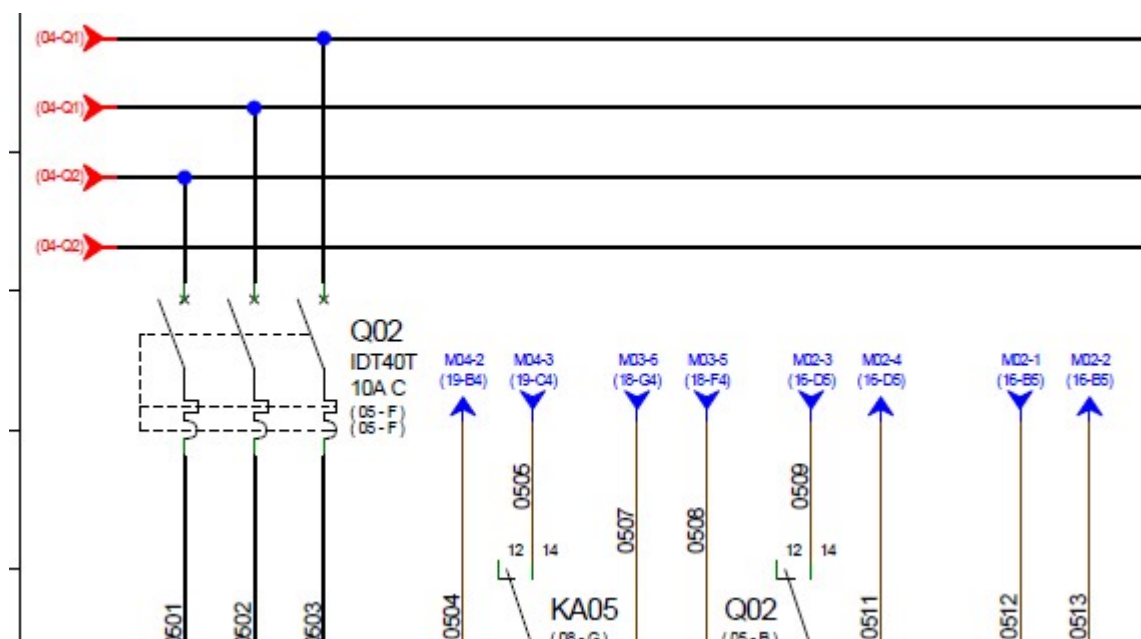 (04-Q1)
(04-Q1)
(04-Q2)
(04-Q2)
Q02
IDT40T
10A C
(05-F)
(05-F)
M04-2
(19-B4)
M04-3
(19-C4)
M03-6
(18-G4)
M03-5
(18-F4)
M02-3
(16-D5)
M02-4
(16-D5)
M02-1
(16-B5)
M02-2
(16-B5)
0505
0507
0508
0509
12 14
12 14
KA05
Q02
0501
0502
0503
0504
0511
0512
0513